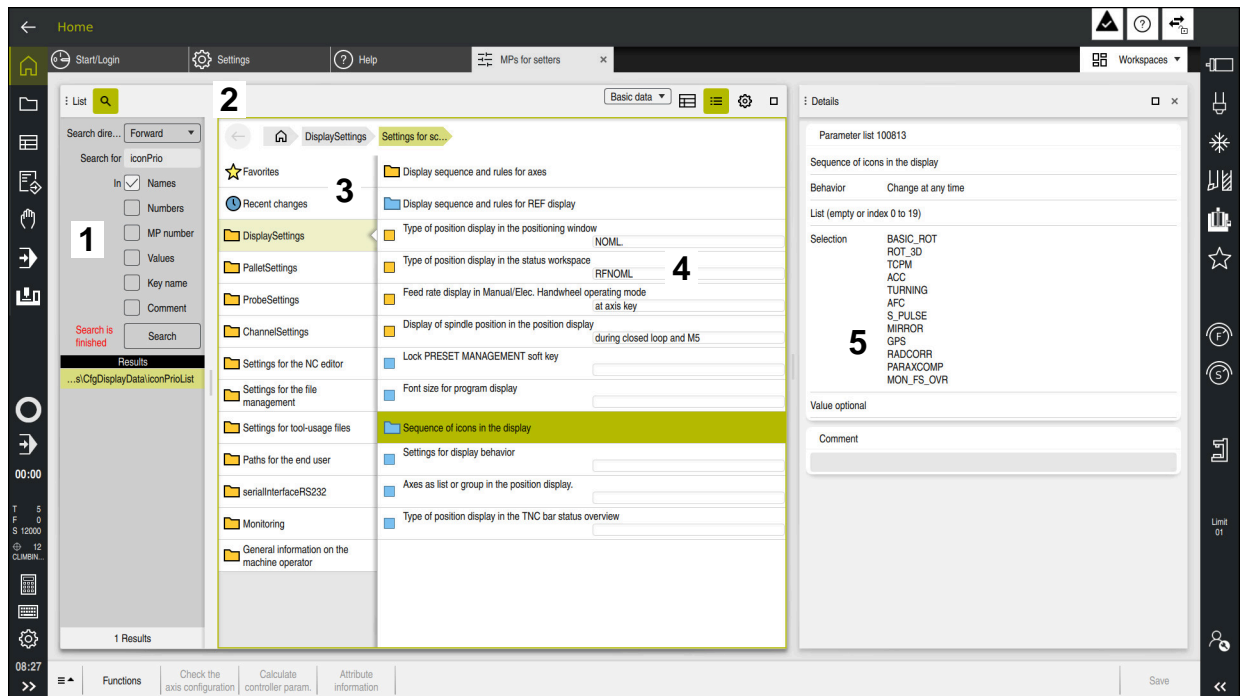 Home
Start/Login
Settings
Help
MPs for setters
Workspaces
List
2
Basic data
Details
Search dire...
Forward
Search for
iconPrio
In
Names
Numbers
1
MP number
Values
Key name
Comment
Search is
finished
Search
Results
...s\CfgDisplayData\iconPrioList
1 Results
DisplaySettings
Settings for sc...
Favorites
3
Recent changes
DisplaySettings
PalletSettings
ProbeSettings
ChannelSettings
Settings for the NC editor
Settings for the file
management
Settings for tool-usage files
Paths for the end user
serialInterfaceRS232
Monitoring
General information on the
machine operator
Display sequence and rules for axes
Display sequence and rules for REF display
Type of position display in the positioning window
NOML.
Type of position display in the status workspace
4
RFNOML
Feed rate display in Manual/Elec. Handwheel operating mode
at axis key
Display of spindle position in the position display
during closed loop and M5
Lock PRESET MANAGEMENT soft key
Font size for program display
Sequence of icons in the display
Settings for display behavior
Axes as list or group in the position display.
Type of position display in the TNC bar status overview
Parameter list 100813
Sequence of icons in the display
Behavior
Change at any time
List (empty or index 0 to 19)
Selection
BASIC_ROT
ROT_3D
TCPM
ACC
TURNING
AFC
S_PULSE
MIRROR
5
GPS
RADCORR
PARAXCOMP
MON_FS_OVR
Value optional
Comment
00:00
T 5
F 0
S 12000
12
CLIMBIN...
08:27
F
S
Limit
01
Functions
Check the
axis configuration
Calculate
controller param.
Attribute
information
Save